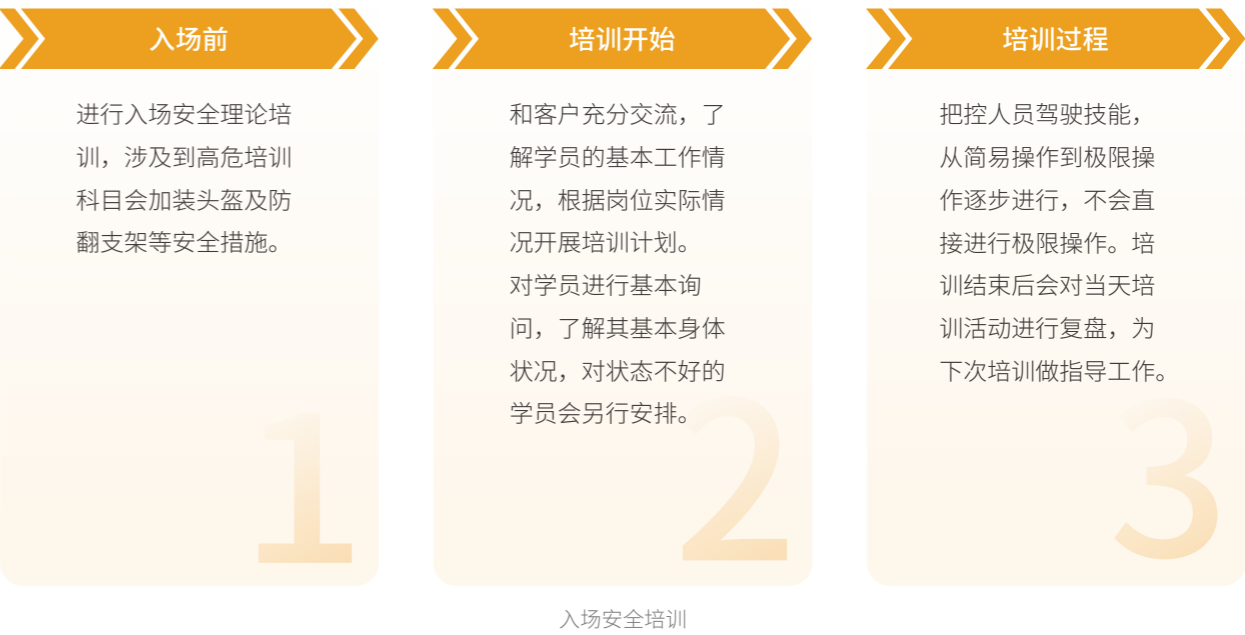 入场前
进行入场安全理论培
训，涉及到高危培训
科目会加装头盔及防
翻支架等安全措施。
1
培训开始
和客户充分交流，了
解学员的基本工作情
况，根据岗位实际情
况开展培训计划。
对学员进行基本询
问，了解其基本身体
状况，对状态不好的
学员会另行安排。
2
培训过程
把控人员驾驶技能，
从简易操作到极限操
作逐步进行，不会直
接进行极限操作。培
训结束后会对当天培
训活动进行复盘，为
下次培训做指导工作。
3
入场安全培训